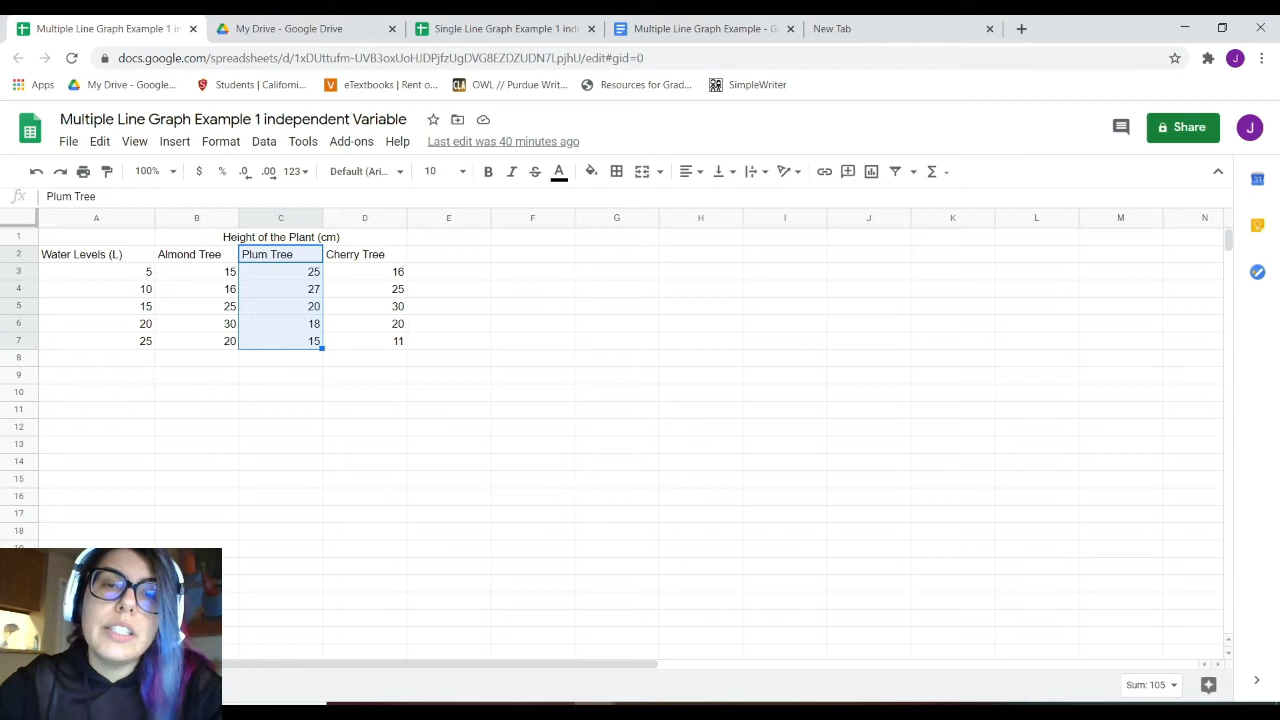 Multiple Line Graph Example 1 in
My Drive - Google Drive
Single Line Graph Example 1 inde
Multiple Line Graph Example - Go
New Tab
docs.google.com/spreadsheets/d/
edit#gid=0
Apps
My Drive - Google...
Students | Californi...
eTextbooks | Rent o...
OWL // Purdue Writ...
Resources for Grad...
SimpleWriter
Multiple Line Graph Example 1 independent Variable
File Edit View Insert Format Data Tools Add-ons Help Last edit was 40 minutes ago
Share
J
100% $ % .0 .00 123 Default (Ari... 10 B I S A Σ
fx Plum Tree
A B C D E F G H I J K L M N
1 Height of the Plant (cm)
2 Water Levels (L) Almond Tree Plum Tree Cherry Tree
3 5 15 25 16
4 10 16 27 25
5 15 25 20 30
6 20 30 18 20
7 25 20 15 11
8
9
10
11
12
13
14
15
16
17
18
Sum: 105